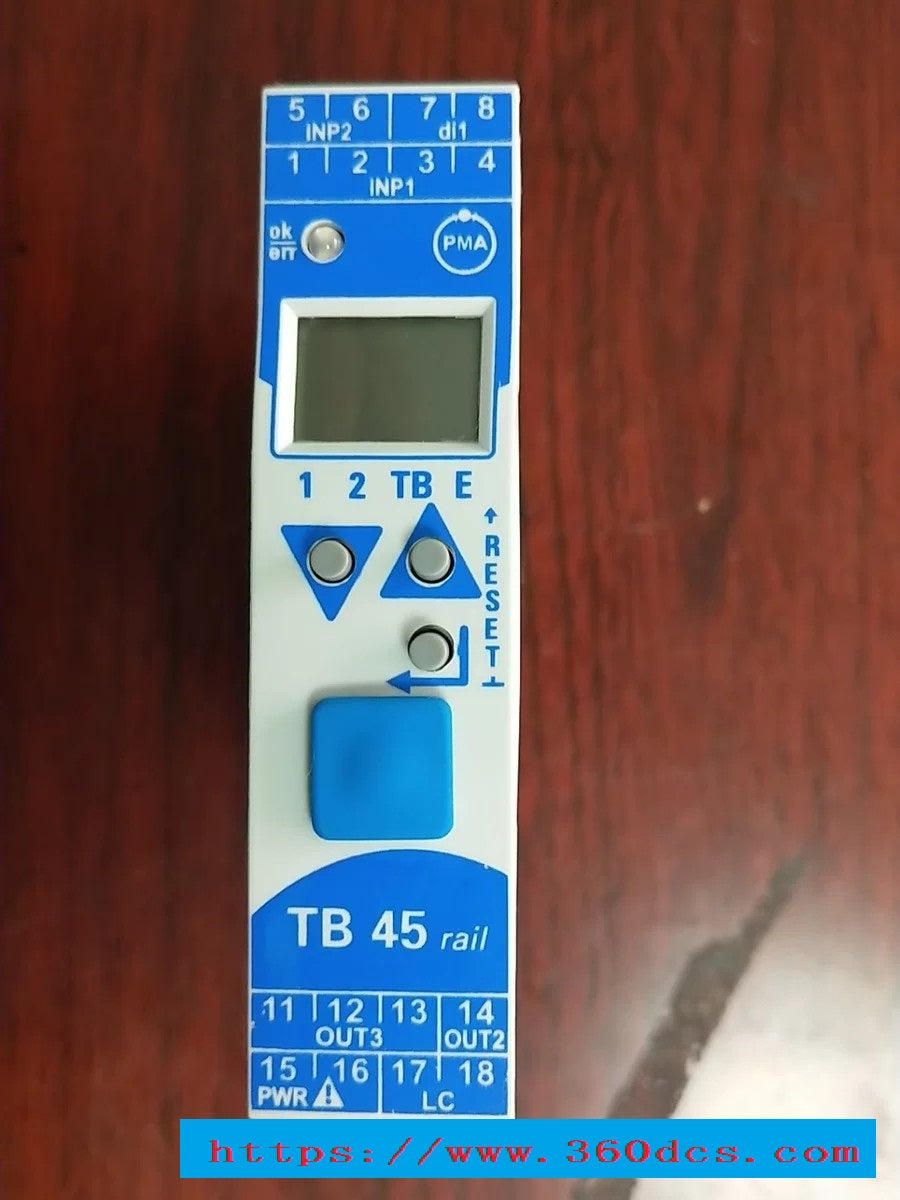 5 6 7 8
INP2 di1
1 2 3 4
INP1
ok
err
PMA
1 2 TB E
RESET
TB 45 rail
11 12 13 14
OUT3 OUT2
15 16 17 18
PWR LC
https://www.360dcs.com